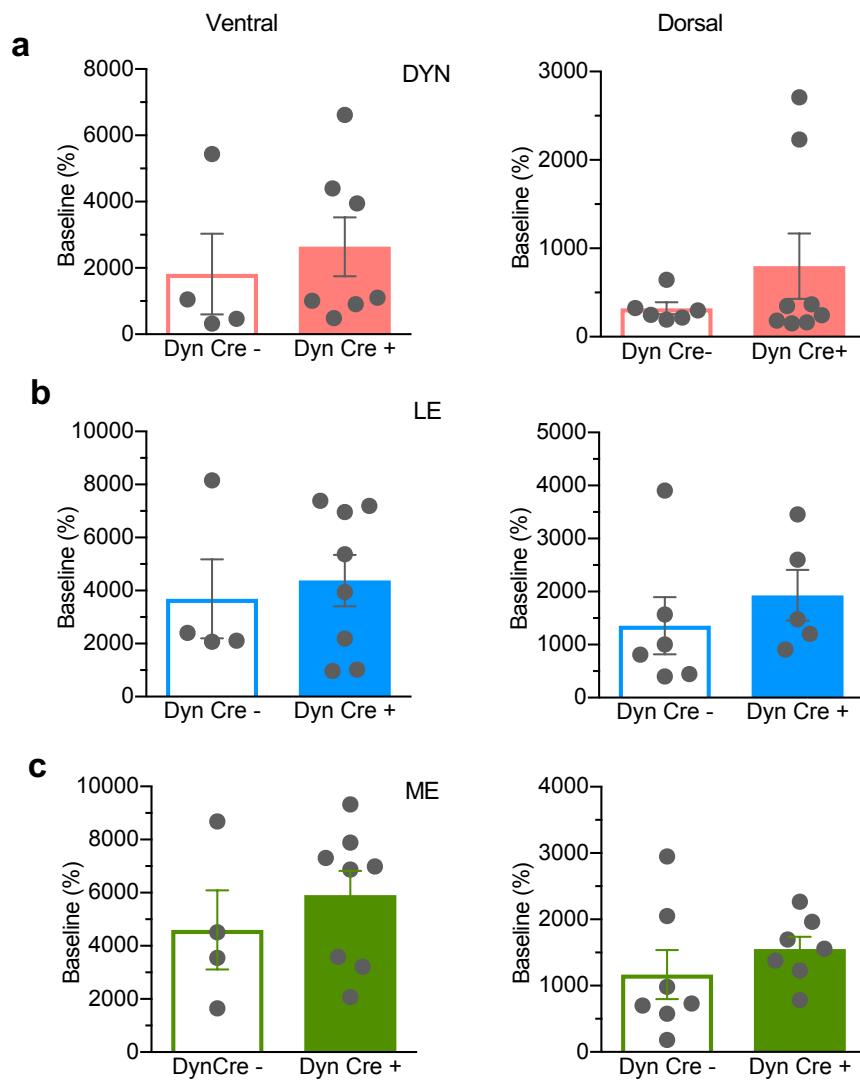 Ventral
Dorsal
a
DYN
Baseline (%)
8000
6000
4000
2000
0
Dyn Cre -
Dyn Cre +
Baseline (%)
3000
2000
1000
0
Dyn Cre-
Dyn Cre+
b
LE
Baseline (%)
10000
8000
6000
4000
2000
0
Dyn Cre -
Dyn Cre +
Baseline (%)
5000
4000
3000
2000
1000
0
Dyn Cre -
Dyn Cre +
c
ME
Baseline (%)
10000
8000
6000
4000
2000
0
DynCre -
Dyn Cre +
Baseline (%)
4000
3000
2000
1000
0
Dyn Cre -
Dyn Cre +